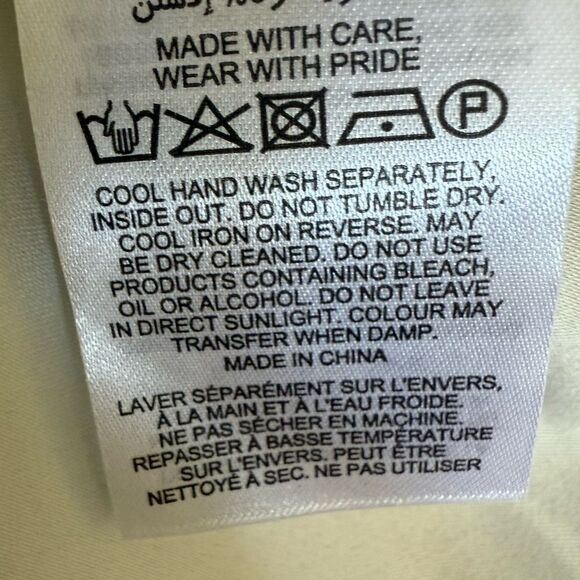 MADE WITH CARE,
WEAR WITH PRIDE
P
COOL HAND WASH SEPARATELY,
INSIDE OUT. DO NOT TUMBLE DRY.
COOL IRON ON REVERSE. MAY
BE DRY CLEANED. DO NOT USE
PRODUCTS CONTAINING BLEACH,
OIL OR ALCOHOL. DO NOT LEAVE
IN DIRECT SUNLIGHT. COLOUR MAY
TRANSFER WHEN DAMP.
MADE IN CHINA
LAVER SÉPARÉMENT SUR L'ENVERS,
À LA MAIN ET À L'EAU FROIDE.
NE PAS SÉCHER EN MACHINE.
REPASSER À BASSE TEMPÉRATURE
SUR L'ENVERS. PEUT ÊTRE
NETTOYÉ À SEC. NE PAS UTILISER